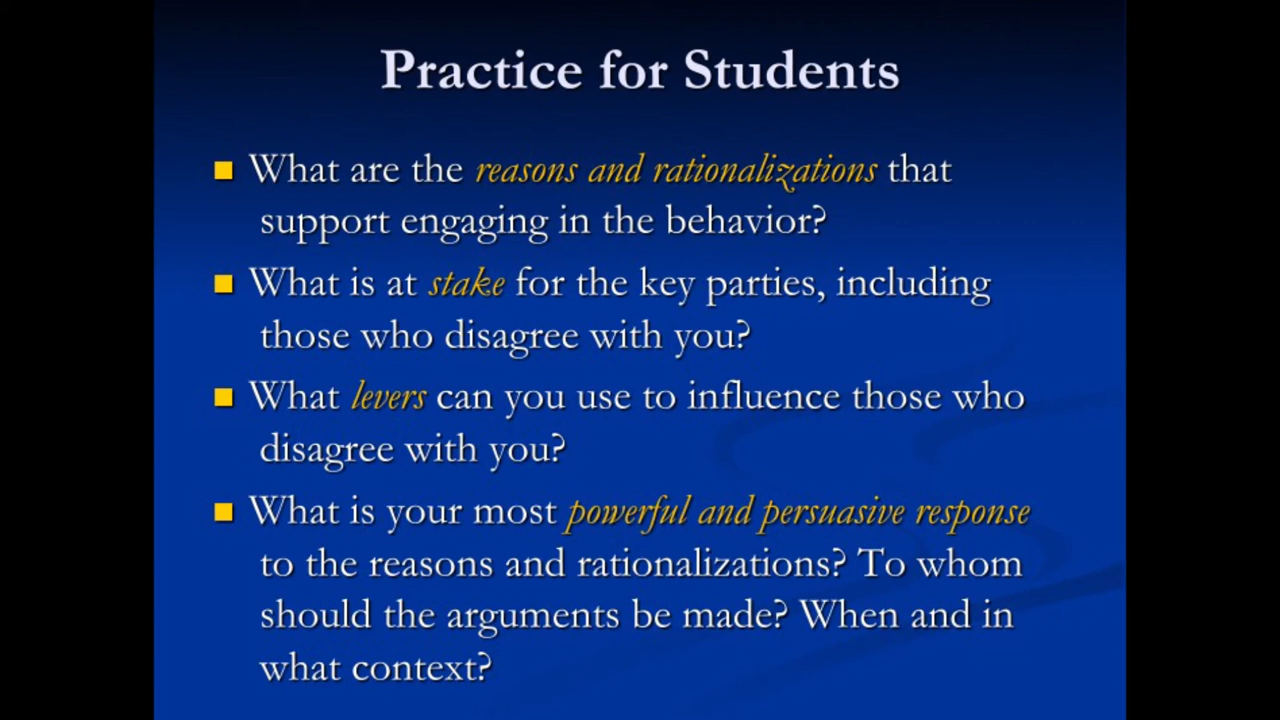 Practice for Students
What are the reasons and rationalizations that
support engaging in the behavior?
What is at stake for the key parties, including
those who disagree with you?
What levers can you use to influence those who
disagree with you?
What is your most powerful and persuasive response
to the reasons and rationalizations? To whom
should the arguments be made? When and in
what context?